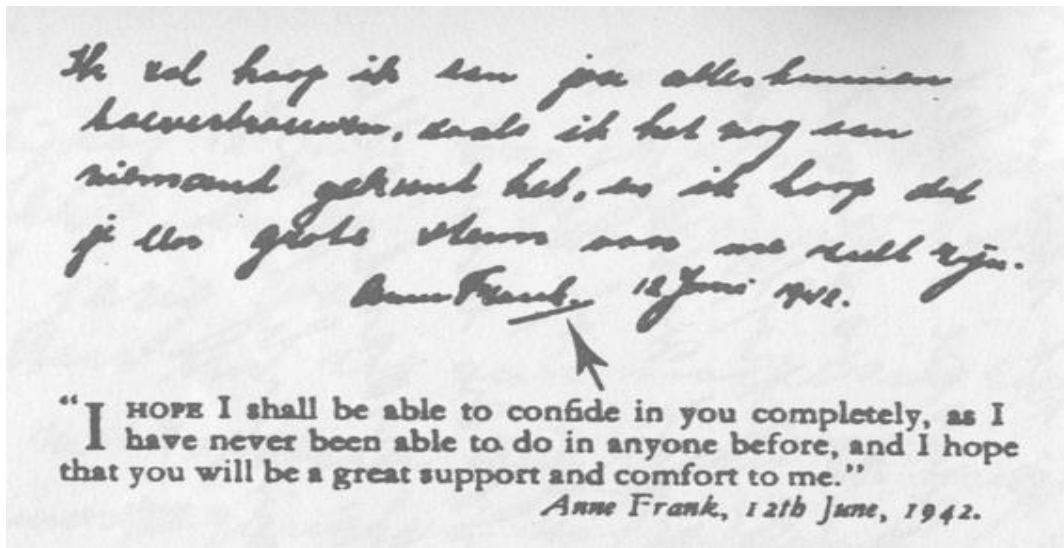 Ik zal hoop ik aan jou alles kunnen
toevertrouwen, zoals ik het nog aan
niemand gekund heb, en ik hoop dat
je een grote steun voor me zult zijn.
Anne Frank. 12 Juni 1942.
“I HOPE I shall be able to confide in you completely, as I
have never been able to do in anyone before, and I hope
that you will be a great support and comfort to me.”
Anne Frank, 12th June, 1942.